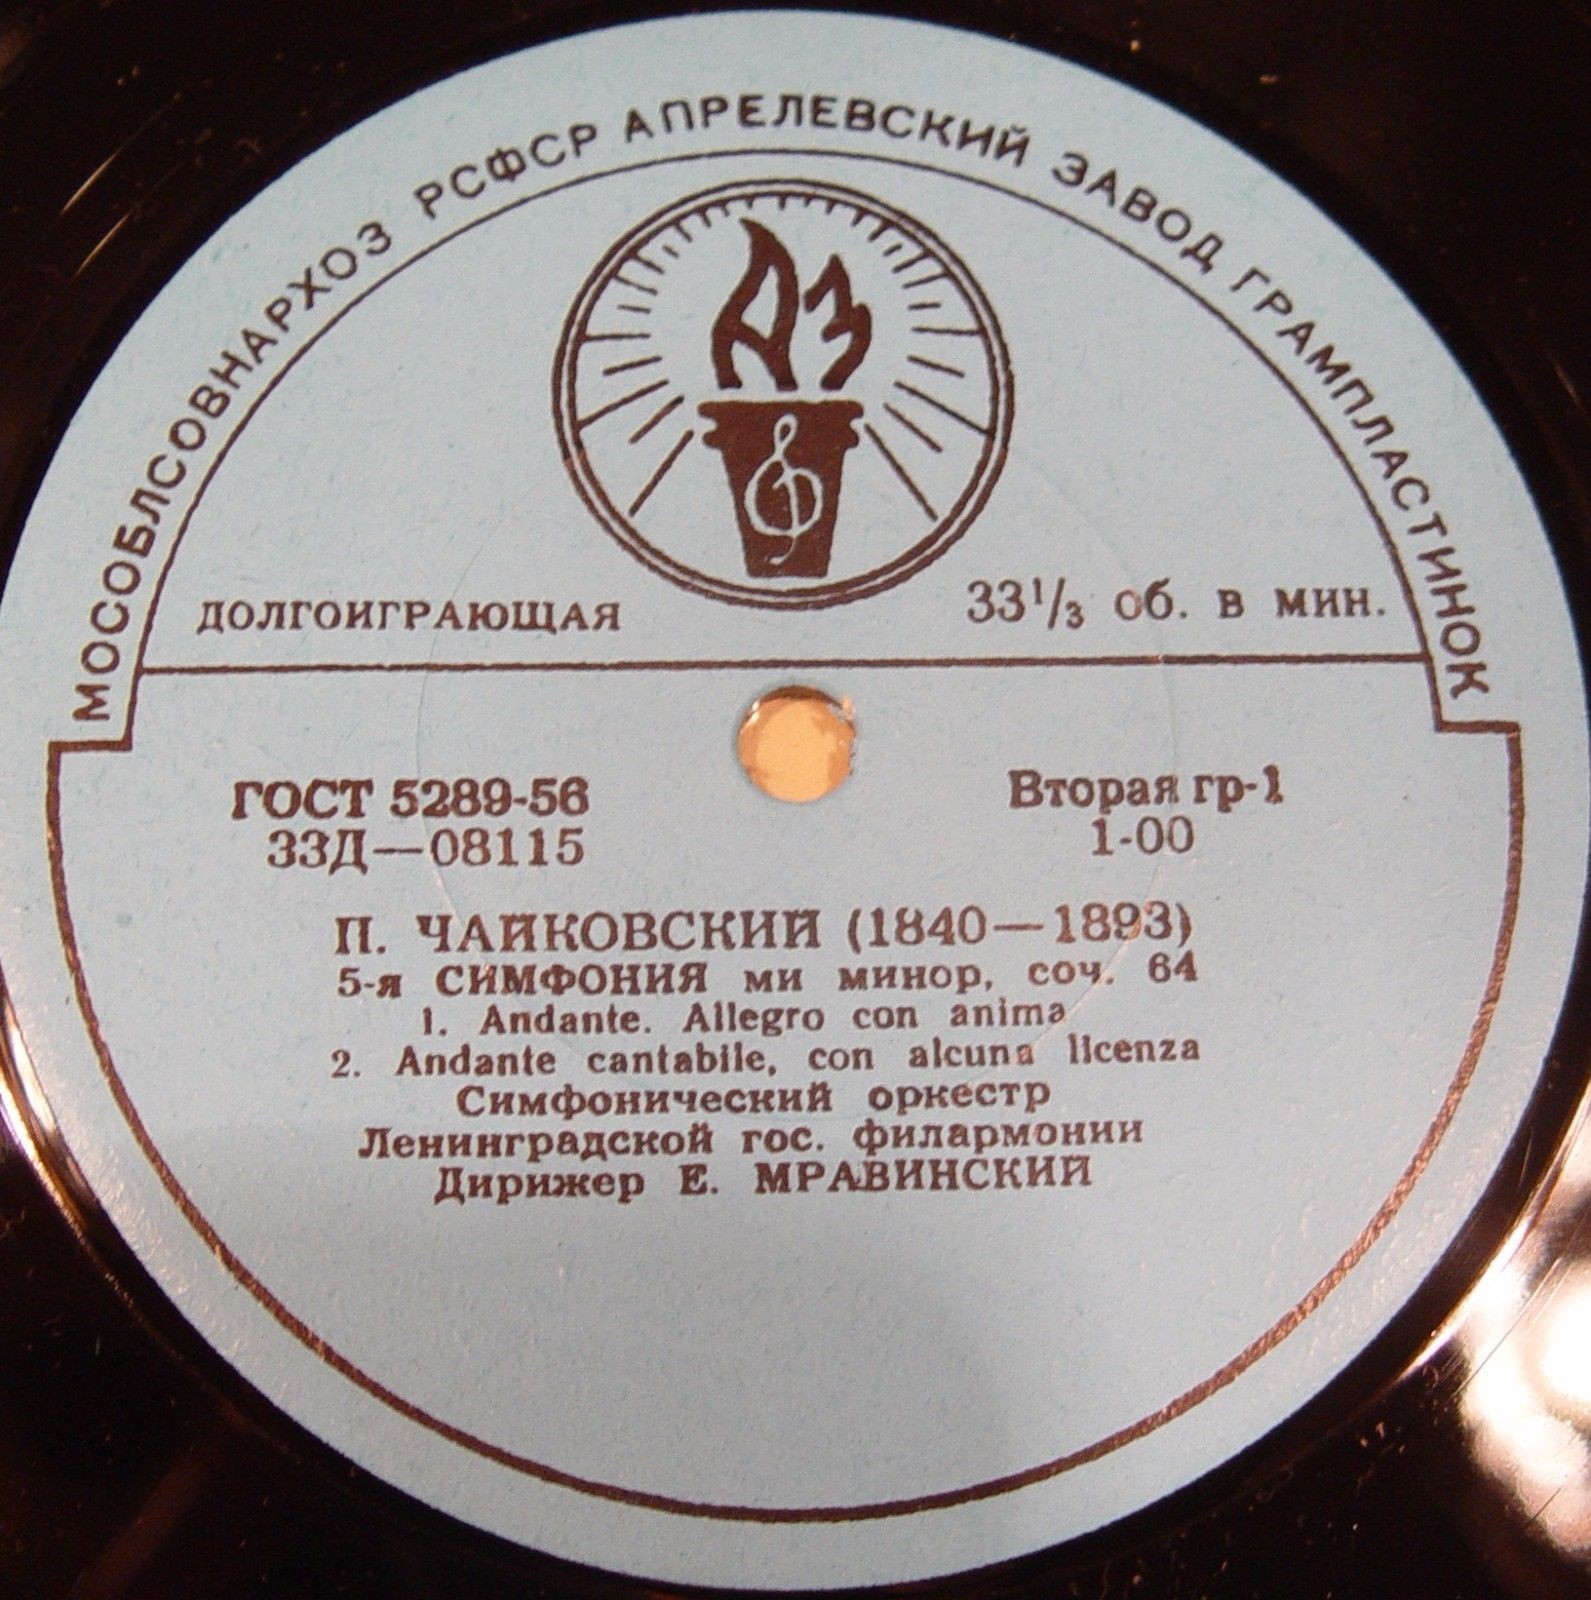 МОСОБЛСОВНАРХОЗ РСФСР АПРЕЛЕВСКИЙ ЗАВОД ГРАМПЛАСТИНОК
АЗ
ДОЛГОИГРАЮЩАЯ 33⅓ об. в мин.
ГОСТ 5289-56 Вторая гр-1
33Д—08115 1-00
П. ЧАЙКОВСКИЙ (1840—1893)
5-я СИМФОНИЯ ми минор, соч. 64
1. Andante. Allegro con anima
2. Andante cantabile, con alcuna licenza
Симфонический оркестр
Ленинградской гос. филармонии
Дирижер Е. МРАВИНСКИЙ